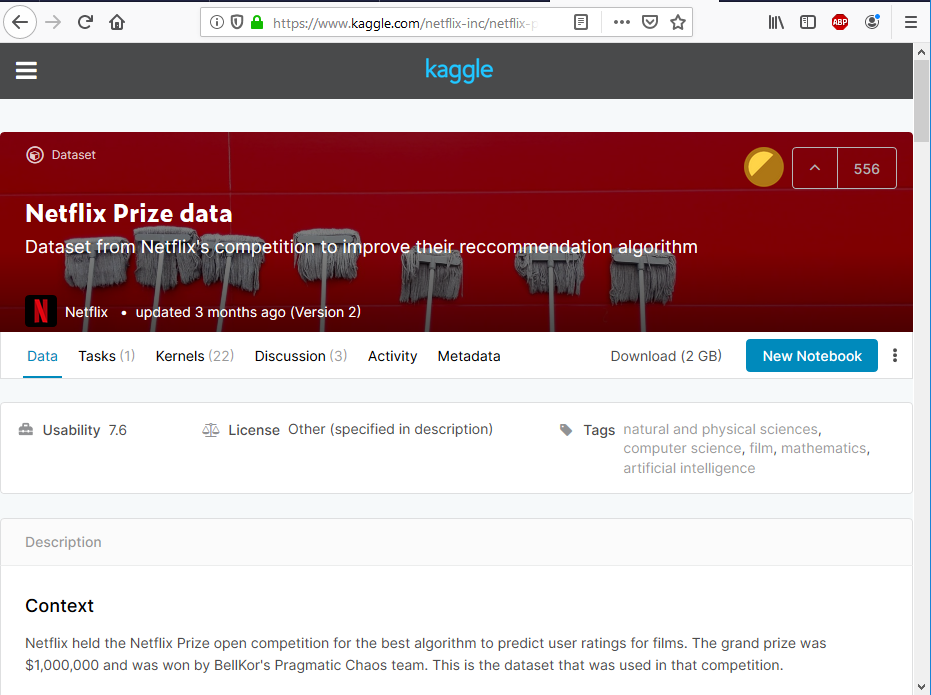 https://www.kaggle.com/netflix-inc/netflix-p
ABP
kaggle
Dataset
556
Netflix Prize data
Dataset from Netflix's competition to improve their reccommendation algorithm
N
Netflix • updated 3 months ago (Version 2)
Data Tasks (1) Kernels (22) Discussion (3) Activity Metadata Download (2 GB) New Notebook
Usability 7.6 License Other (specified in description) Tags natural and physical sciences,
computer science, film, mathematics,
artificial intelligence
Description
Context
Netflix held the Netflix Prize open competition for the best algorithm to predict user ratings for films. The grand prize was
$1,000,000 and was won by BellKor's Pragmatic Chaos team. This is the dataset that was used in that competition.